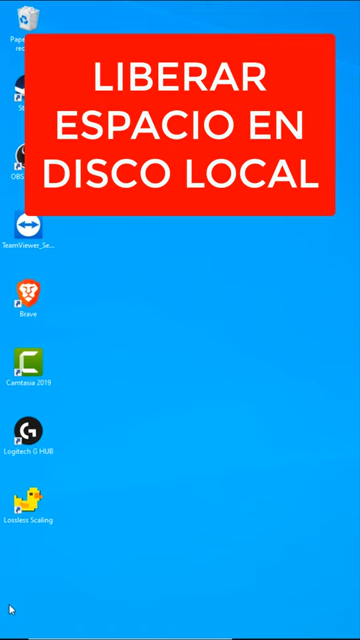 LIBERAR
ESPACIO EN
DISCO LOCAL
TeamViewer_Se...
Brave
Camtasia 2019
Logitech G HUB
Lossless Scaling